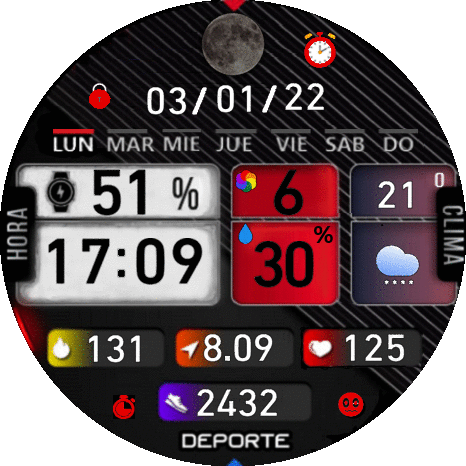 03/01/22
LUN MAR MIE JUE VIE SAB DO
HORA
51 %
6
21 0
CLIMA
17:09
30 %
131
8.09
125
2432
DEPORTE